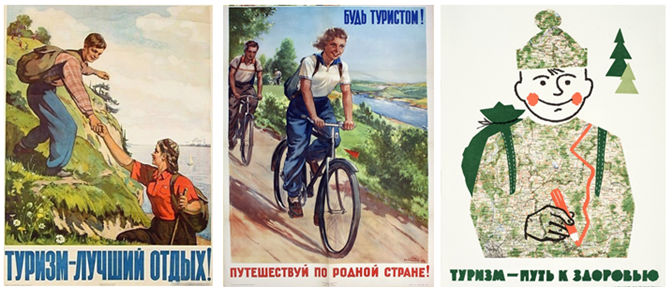 ТУРИЗМ-ЛУЧШИЙ ОТДЫХ!
БУДЬ ТУРИСТОМ!
ПУТЕШЕСТВУЙ ПО РОДНОЙ СТРАНЕ!
ТУРИЗМ—ПУТЬ К ЗДОРОВЬЮ